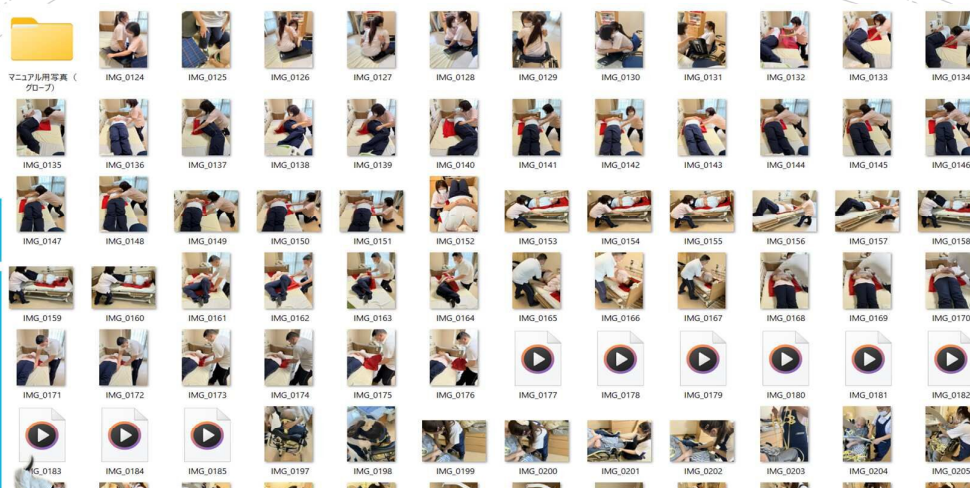 マニュアル用写真（
グローブ）
IMG_0124
IMG_0125
IMG_0126
IMG_0127
IMG_0128
IMG_0129
IMG_0130
IMG_0131
IMG_0132
IMG_0133
IMG_0134
IMG_0135
IMG_0136
IMG_0137
IMG_0138
IMG_0139
IMG_0140
IMG_0141
IMG_0142
IMG_0143
IMG_0144
IMG_0145
IMG_0146
IMG_0147
IMG_0148
IMG_0149
IMG_0150
IMG_0151
IMG_0152
IMG_0153
IMG_0154
IMG_0155
IMG_0156
IMG_0157
IMG_0158
IMG_0159
IMG_0160
IMG_0161
IMG_0162
IMG_0163
IMG_0164
IMG_0165
IMG_0166
IMG_0167
IMG_0168
IMG_0169
IMG_0170
IMG_0171
IMG_0172
IMG_0173
IMG_0174
IMG_0175
IMG_0176
IMG_0177
IMG_0178
IMG_0179
IMG_0180
IMG_0181
IMG_0182
G_0183
IMG_0184
IMG_0185
IMG_0197
IMG_0198
IMG_0199
IMG_0200
IMG_0201
IMG_0202
IMG_0203
IMG_0204
IMG_0205